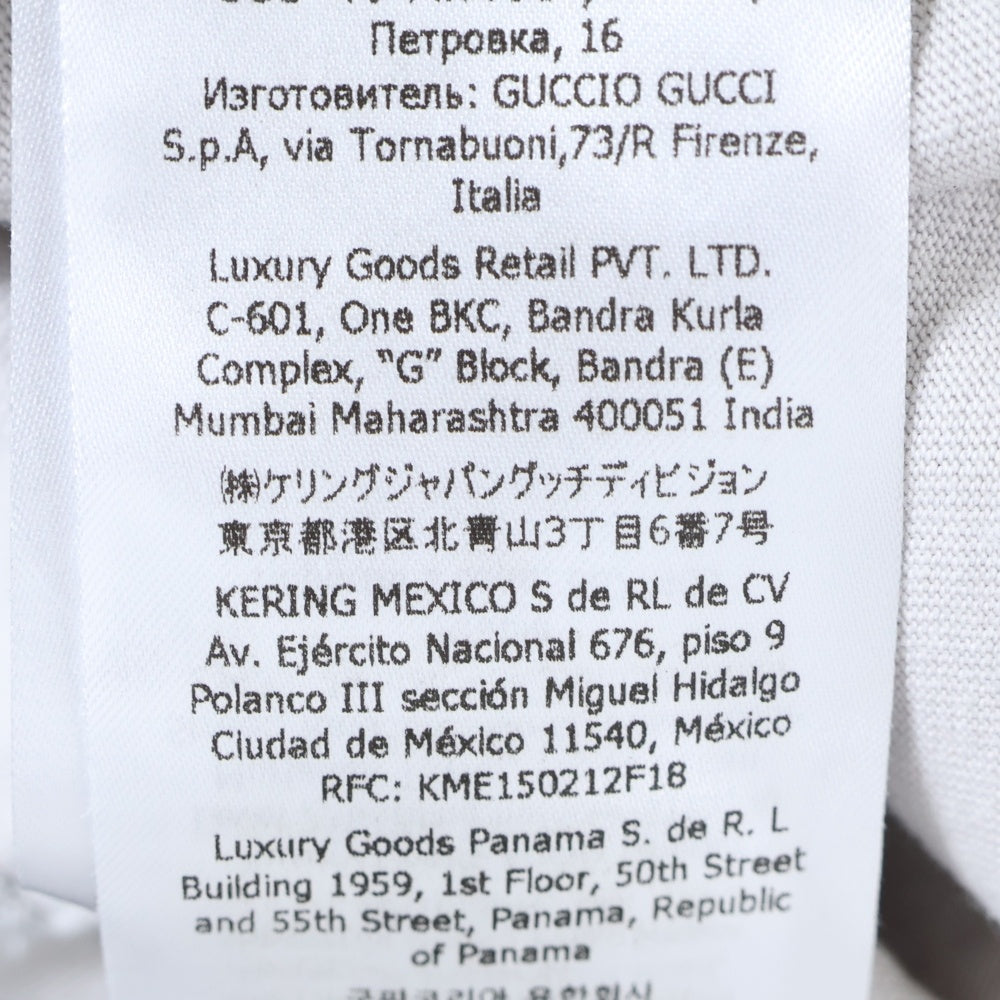 Петровка, 16
Изготовитель: GUCCIO GUCCI
S.p.A, via Tornabuoni,73/R Firenze,
Italia
Luxury Goods Retail PVT. LTD.
C-601, One BKC, Bandra Kurla
Complex, "G" Block, Bandra (E)
Mumbai Maharashtra 400051 India
㈱ケリングジャパングッチディビジョン
東京都港区北青山3丁目6番7号
KERING MEXICO S de RL de CV
Av. Ejército Nacional 676, piso 9
Polanco III sección Miguel Hidalgo
Ciudad de México 11540, México
RFC: KME150212F18
Luxury Goods Panama S. de R. L
Building 1959, 1st Floor, 50th Street
and 55th Street, Panama, Republic
of Panama